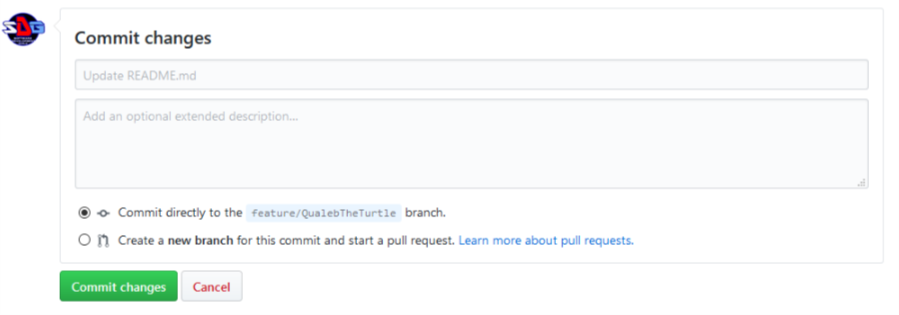 SDG
Commit changes
Update README.md
Add an optional extended description...
Commit directly to the feature/QualebTheTurtle branch.
Create a new branch for this commit and start a pull request. Learn more about pull requests.
Commit changes Cancel